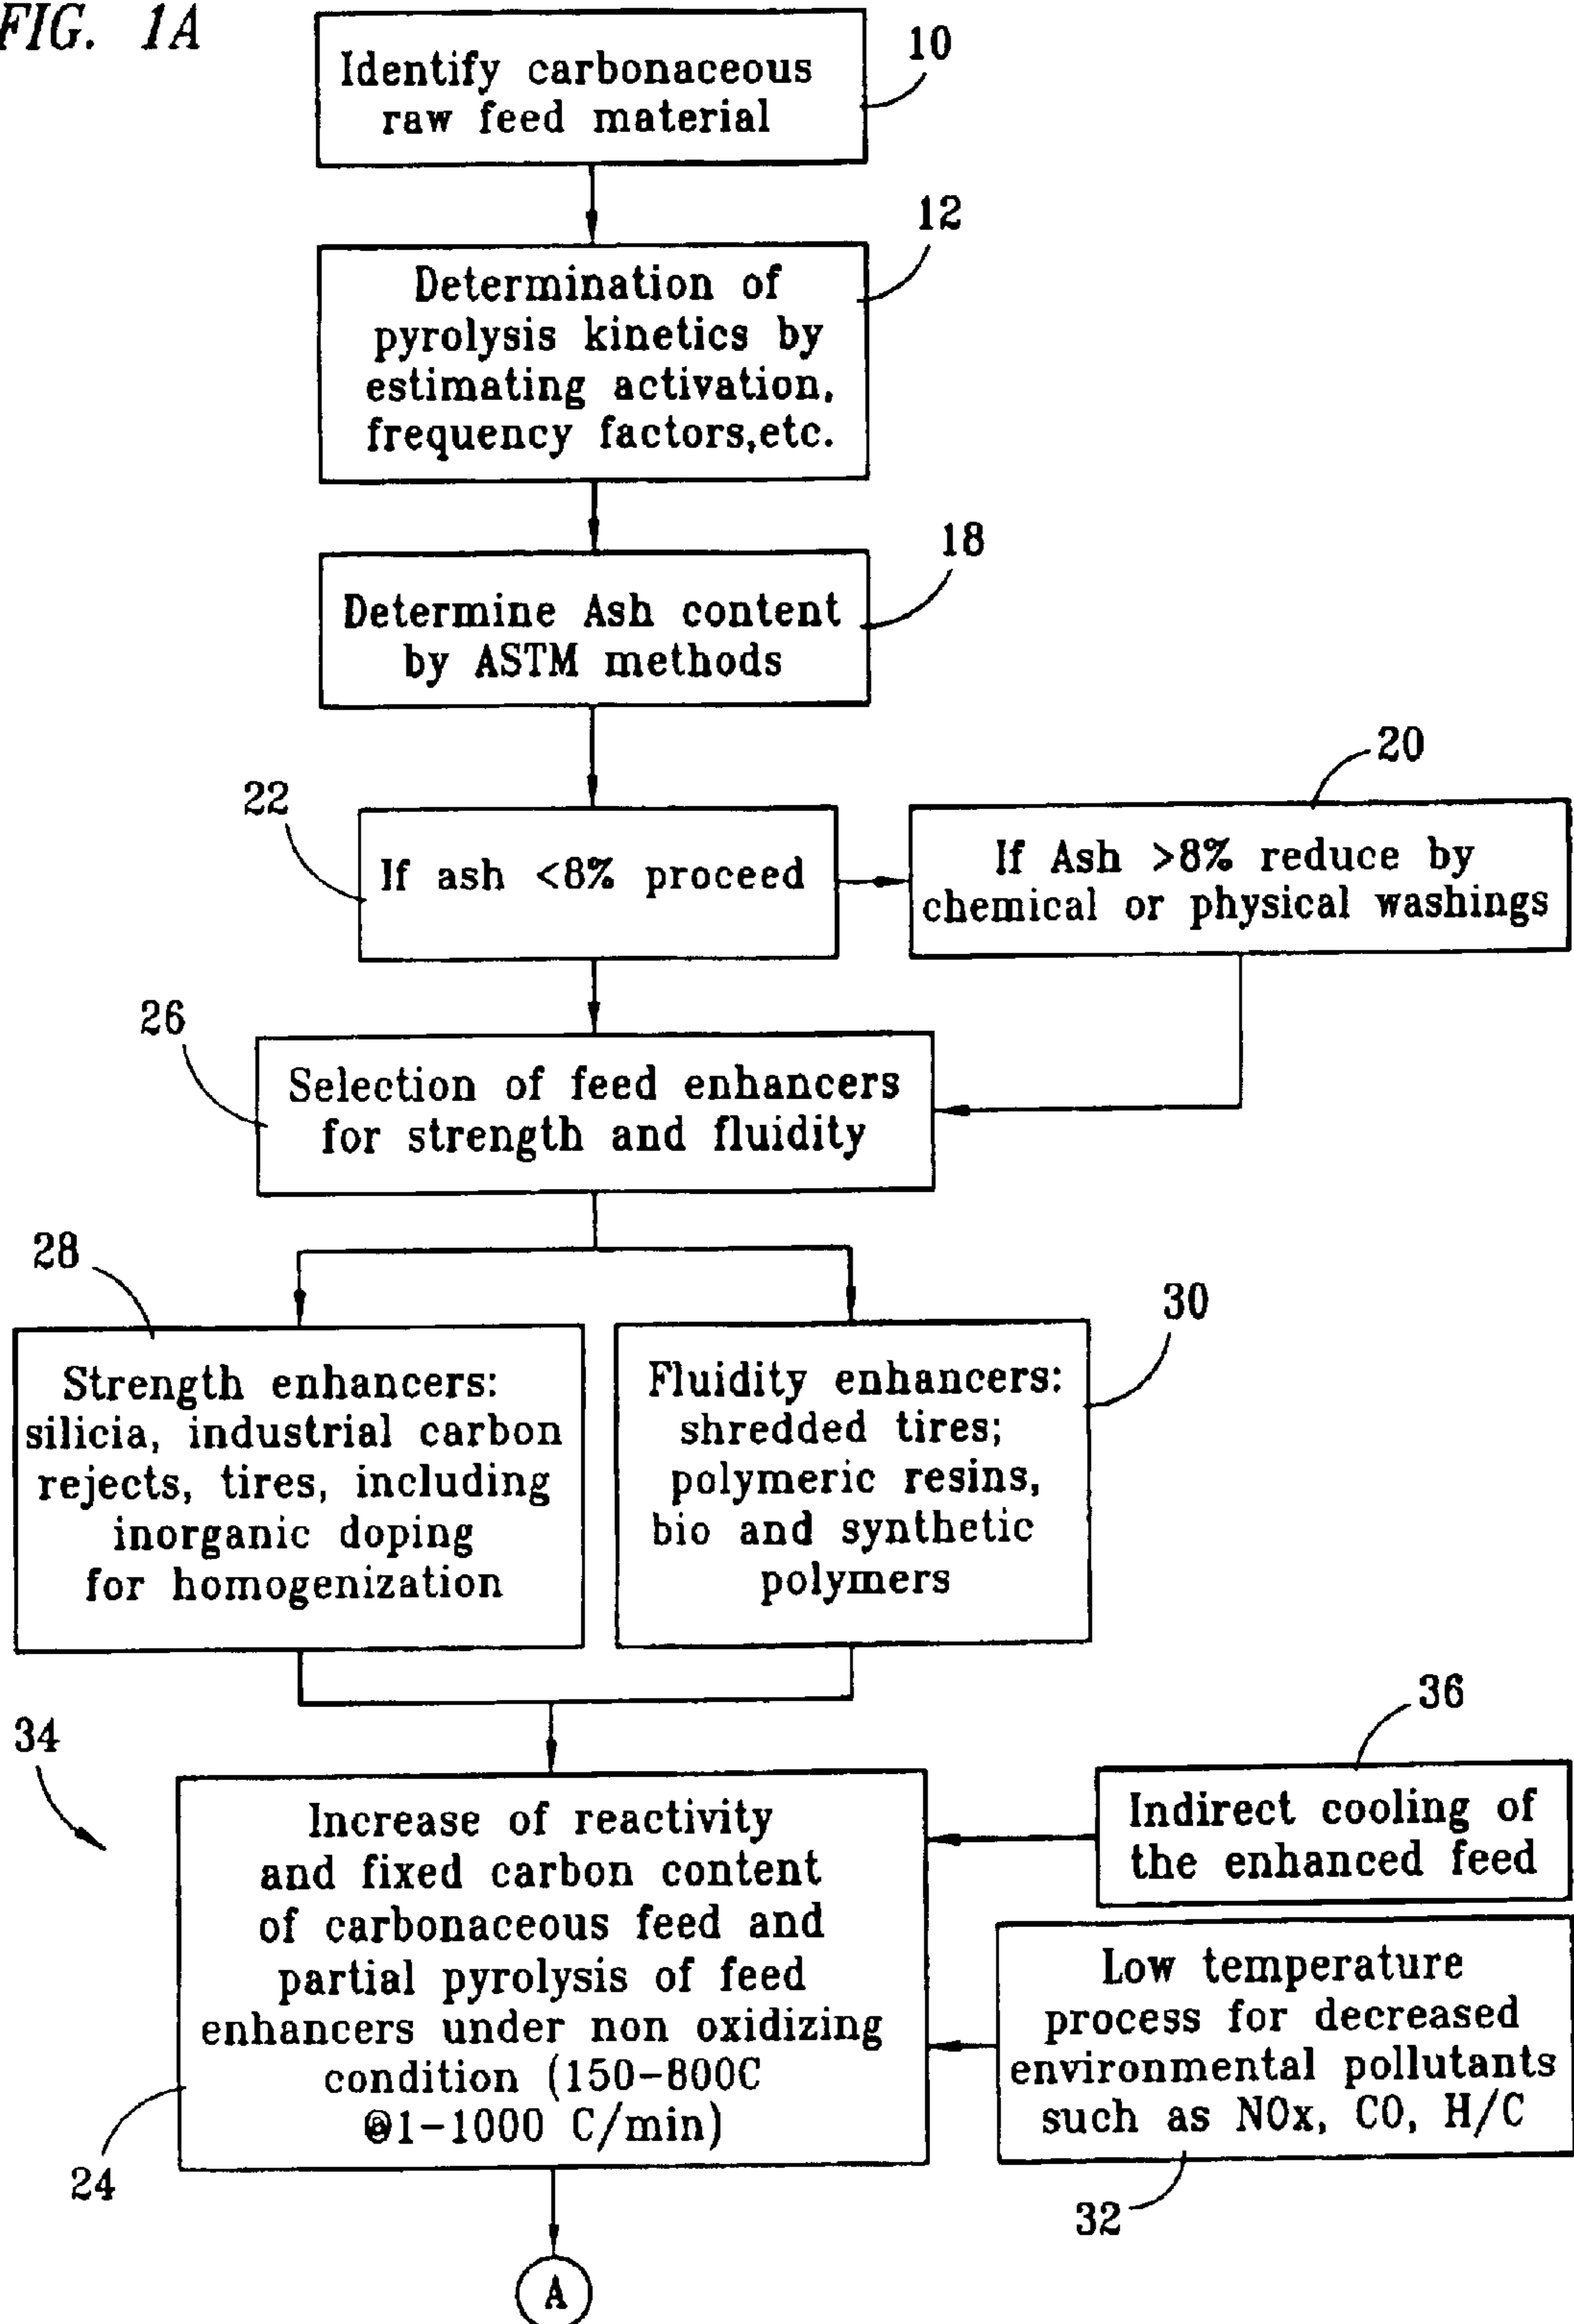 FIG. 1A
Identify carbonaceous
raw feed material
10
Determination of
pyrolysis kinetics by
estimating activation,
frequency factors,etc.
12
Determine Ash content
by ASTM methods
18
22
If ash <8% proceed
20
If Ash >8% reduce by
chemical or physical washings
26
Selection of feed enhancers
for strength and fluidity
28
Strength enhancers:
silicia, industrial carbon
rejects, tires, including
inorganic doping
for homogenization
30
Fluidity enhancers:
shredded tires;
polymeric resins,
bio and synthetic
polymers
34
Increase of reactivity
and fixed carbon content
of carbonaceous feed and
partial pyrolysis of feed
enhancers under non oxidizing
condition (150-800C
@1-1000 C/min)
24
36
Indirect cooling of
the enhanced feed
Low temperature
process for decreased
environmental pollutants
such as NOx, CO, H/C
32
A